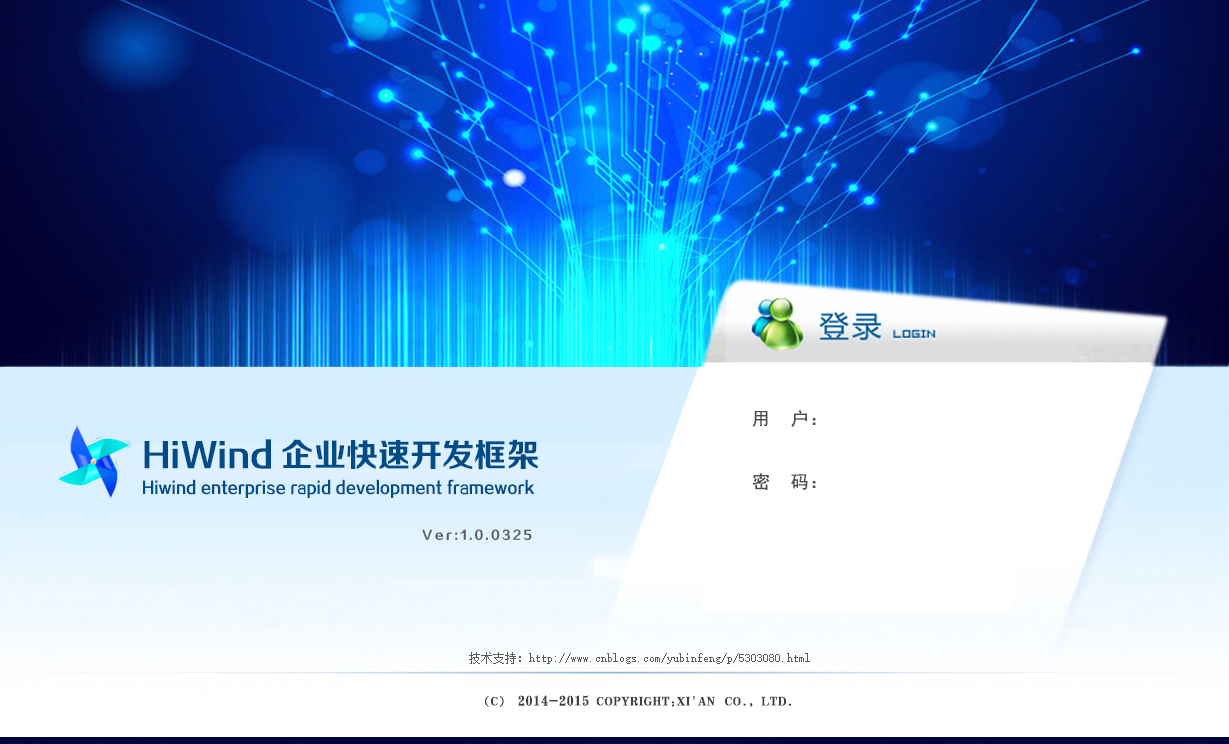 登录 LOGIN
用 户：
密 码：
HiWind 企业快速开发框架
Hiwind enterprise rapid development framework
Ver:1.0.0325
技术支持：http://www.cnblogs.com/yubinfeng/p/5303080.html
(C) 2014-2015 COPYRIGHT:XI'AN CO., LTD.